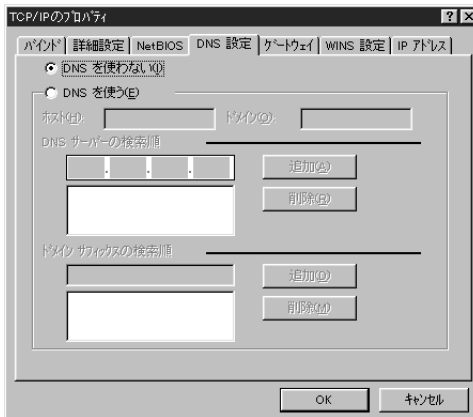 TCP/IPのﾌﾟﾛﾊﾟﾃｨ
ﾊﾞｲﾝﾄﾞ 詳細設定 NetBIOS DNS 設定 ｹﾞｰﾄｳｪｲ WINS 設定 IP ｱﾄﾞﾚｽ
DNS を使わない(I)
DNS を使う(E)
ﾎｽﾄ(H): ﾄﾞﾒｲﾝ(O):
DNS サーバーの検索順
追加(A)
削除(R)
ﾄﾞﾒｲﾝ ｻﾌｨｯｸｽの検索順
追加(D)
削除(M)
OK ｷｬﾝｾﾙ